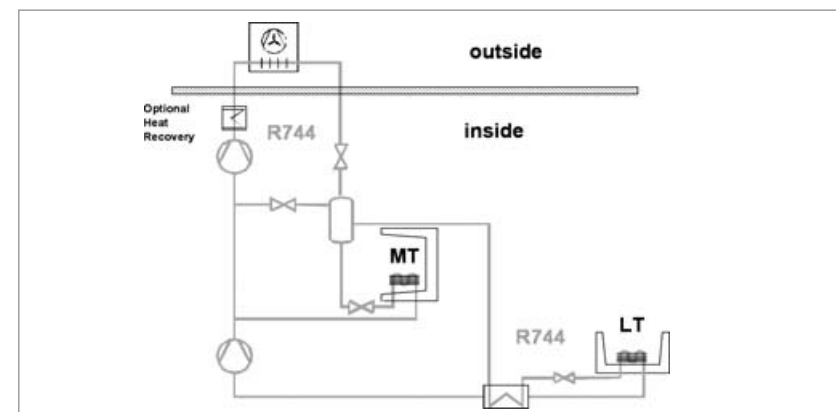 outside
Optional
Heat
Recovery
R744
inside
MT
LT
R744